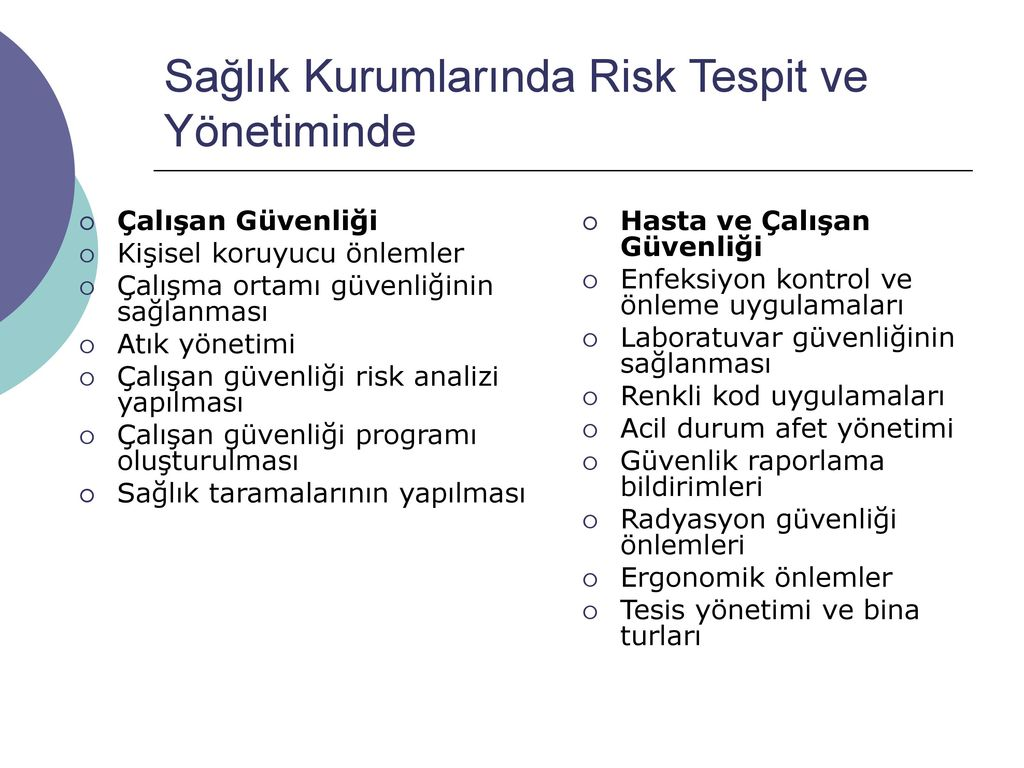 Sağlık Kurumlarında Risk Tespit ve
Yönetiminde
Çalışan Güvenliği
Kişisel koruyucu önlemler
Çalışma ortamı güvenliğinin
sağlanması
Atık yönetimi
Çalışan güvenliği risk analizi
yapılması
Çalışan güvenliği programı
oluşturulması
Sağlık taramalarının yapılması
Hasta ve Çalışan
Güvenliği
Enfeksiyon kontrol ve
önleme uygulamaları
Laboratuvar güvenliğinin
sağlanması
Renkli kod uygulamaları
Acil durum afet yönetimi
Güvenlik raporlama
bildirimleri
Radyasyon güvenliği
önlemleri
Ergonomik önlemler
Tesis yönetimi ve bina
turları